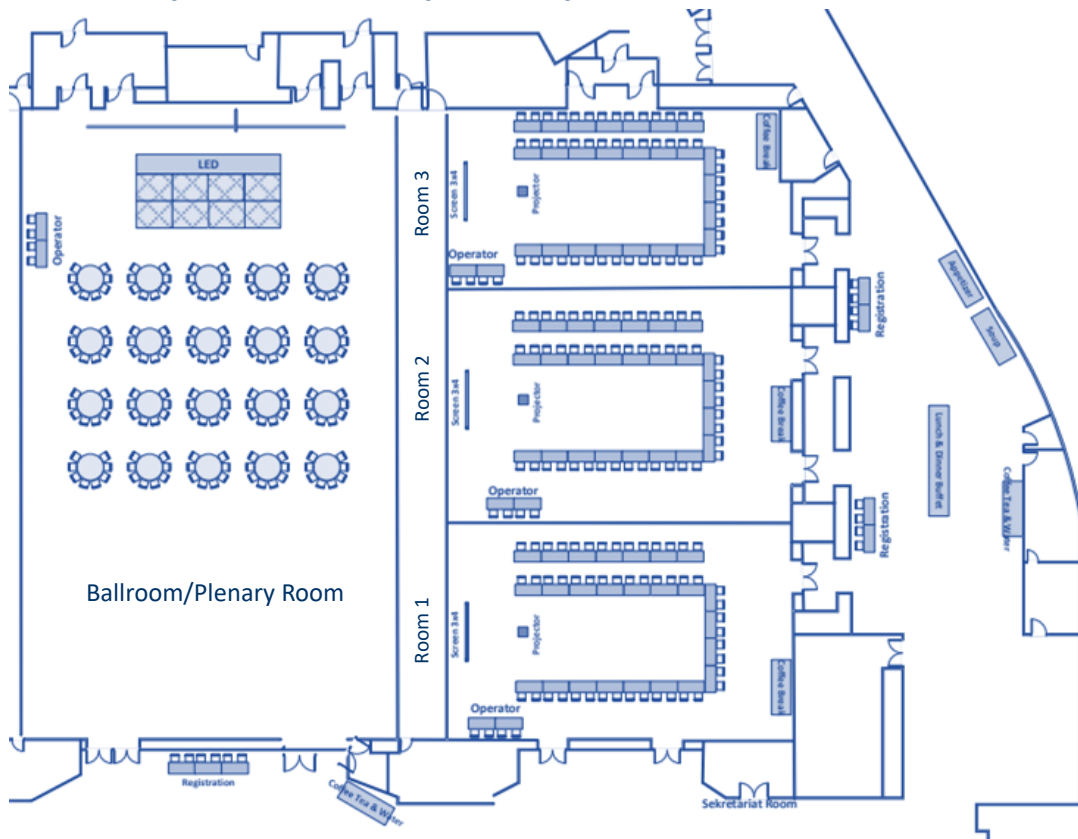 LED
Operator
Ballroom/Plenary Room
Registration
Coffee Tea & Water
Room 3
Screen 3x4
Projector
Operator
Coffee Break
Room 2
Screen 3x4
Projector
Operator
Coffee Break
Room 1
Screen 3x4
Projector
Operator
Coffee Break
Sekretariat Room
Registration
Registration
Appetizer
Soup
Lunch & Dinner Buffet
Coffee Tea & Water